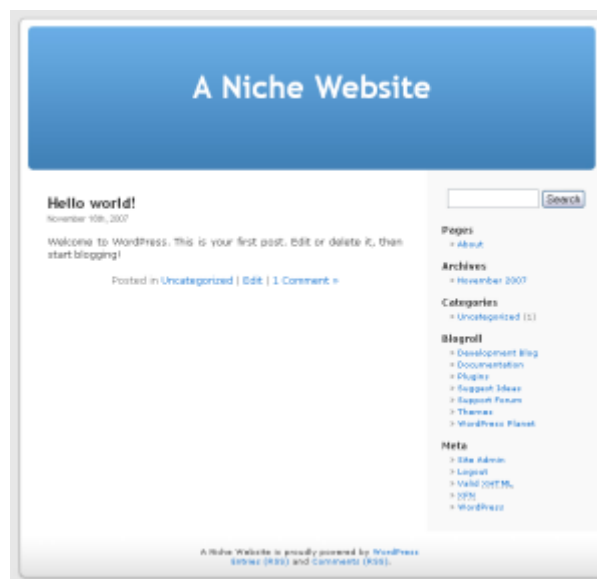 A Niche Website
Hello world!
November 10th, 2007
Welcome to WordPress. This is your first post. Edit or delete it, then
start blogging!
Posted in Uncategorized | Edit | 1 Comment »
Search
Pages
» About
Archives
» November 2007
Categories
» Uncategorized (1)
Blogroll
» Development Blog
» Documentation
» Plugins
» Suggest Ideas
» Support Forum
» Themes
» WordPress Planet
Meta
» Site Admin
» Logout
» Valid XHTML
» XFN
» WordPress
A Niche Website is proudly powered by WordPress
Entries (RSS) and Comments (RSS).